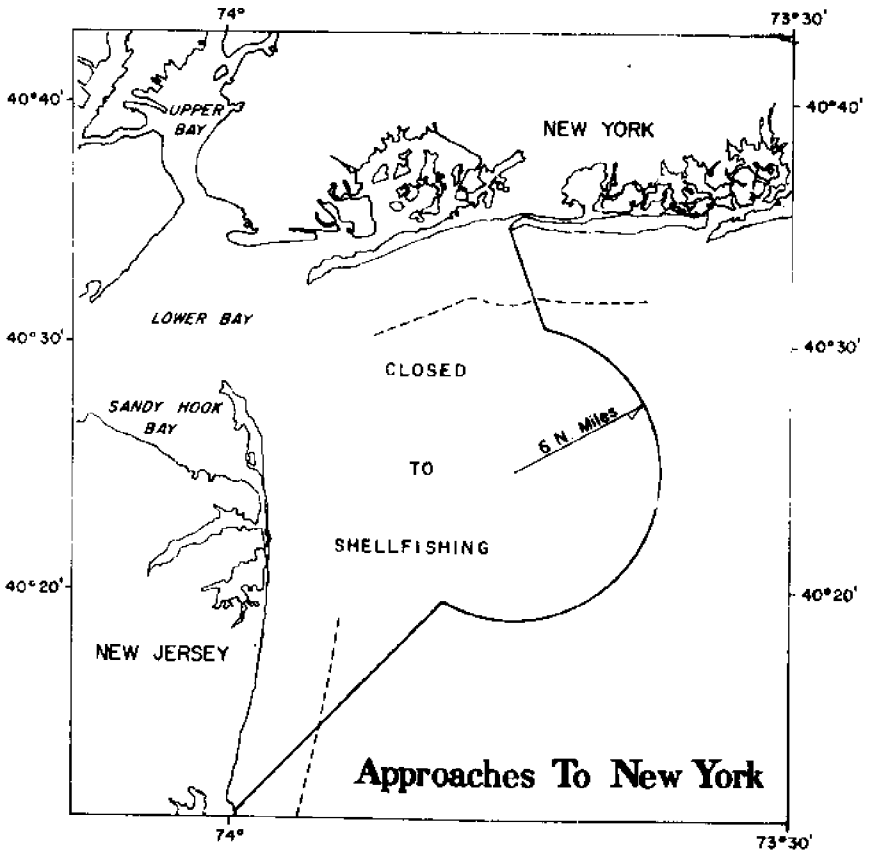 74°
73°30'
40°40'
40°40'
UPPER
BAY
NEW YORK
LOWER BAY
40°30'
40°30'
CLOSED
SANDY HOOK
BAY
6 N. Miles
TO
SHELLFISHING
40°20'
40°20'
NEW JERSEY
Approaches To New York
74°
73°30'